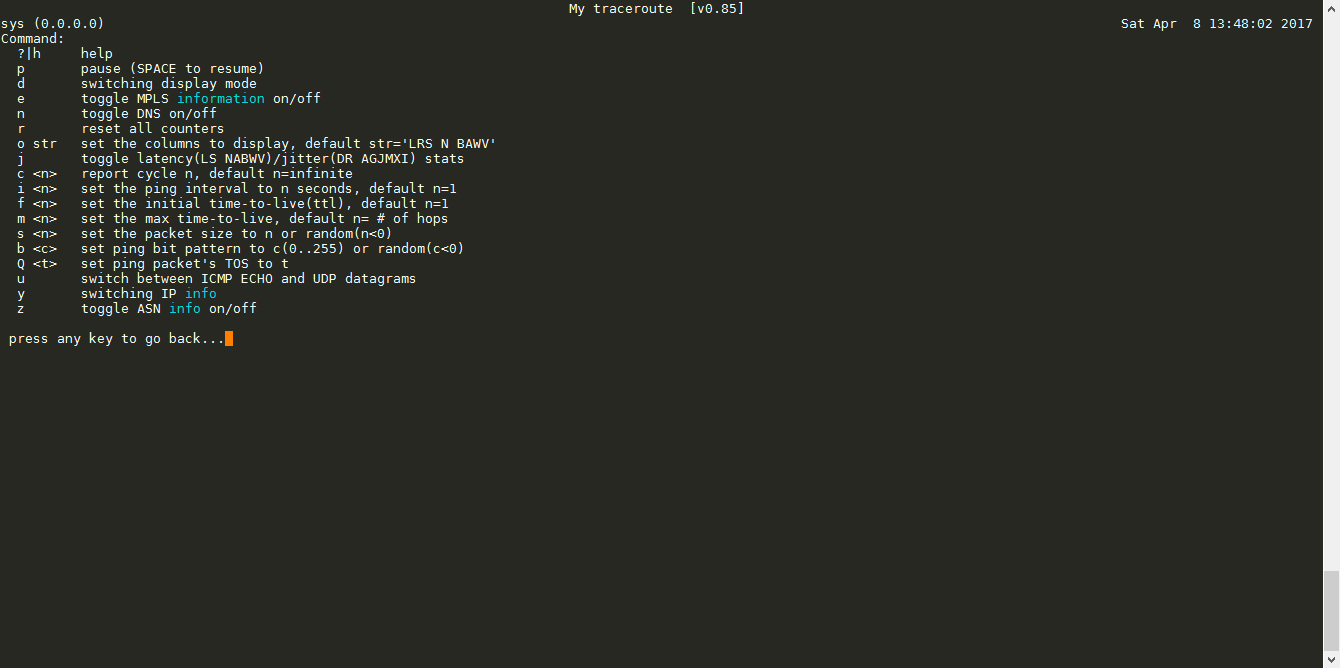 My traceroute  [v0.85]
sys (0.0.0.0)                                        Sat Apr  8 13:48:02 2017
Command:
  ?|h     help
  p       pause (SPACE to resume)
  d       switching display mode
  e       toggle MPLS information on/off
  n       toggle DNS on/off
  r       reset all counters
  o str   set the columns to display, default str='LRS N BAWV'
  j       toggle latency(LS NABWV)/jitter(DR AGJMXI) stats
  c <n>   report cycle n, default n=infinite
  i <n>   set the ping interval to n seconds, default n=1
  f <n>   set the initial time-to-live(ttl), default n=1
  m <n>   set the max time-to-live, default n= # of hops
  s <n>   set the packet size to n or random(n<0)
  b <c>   set ping bit pattern to c(0..255) or random(c<0)
  Q <t>   set ping packet's TOS to t
  u       switch between ICMP ECHO and UDP datagrams
  y       switching IP info
  z       toggle ASN info on/off
 press any key to go back...